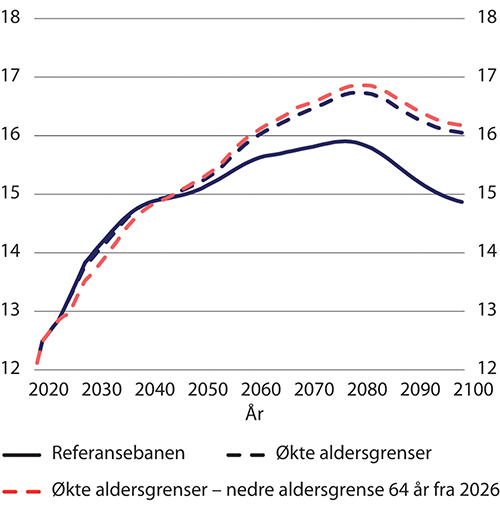 18 18
17 17
16 16
15 15
14 14
13 13
12 12
2020 2030 2040 2050 2060 2070 2080 2090 2100
År
Referansebanen Økte aldersgrenser
Økte aldersgrenser – nedre aldersgrense 64 år fra 2026